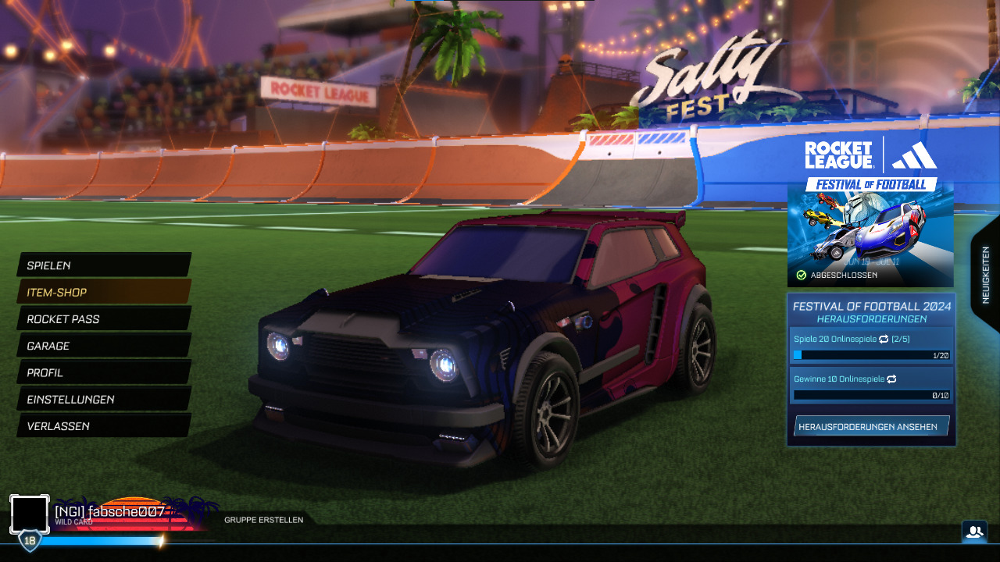 ROCKET LEAGUE
Salty
FEST
ROCKET
LEAGUE
FESTIVAL OF FOOTBALL
JUN 19 - JUL 11
ABGESCHLOSSEN
NEUIGKEITEN
SPIELEN
ITEM-SHOP
ROCKET PASS
GARAGE
PROFIL
EINSTELLUNGEN
VERLASSEN
FESTIVAL OF FOOTBALL 2024
HERAUSFORDERUNGEN
Spiele 20 Onlinespiele (2/5)
1/20
Gewinne 10 Onlinespiele
0/10
HERAUSFORDERUNGEN ANSEHEN
[NGI] fabsche007
WILD CARD
GRUPPE ERSTELLEN
18